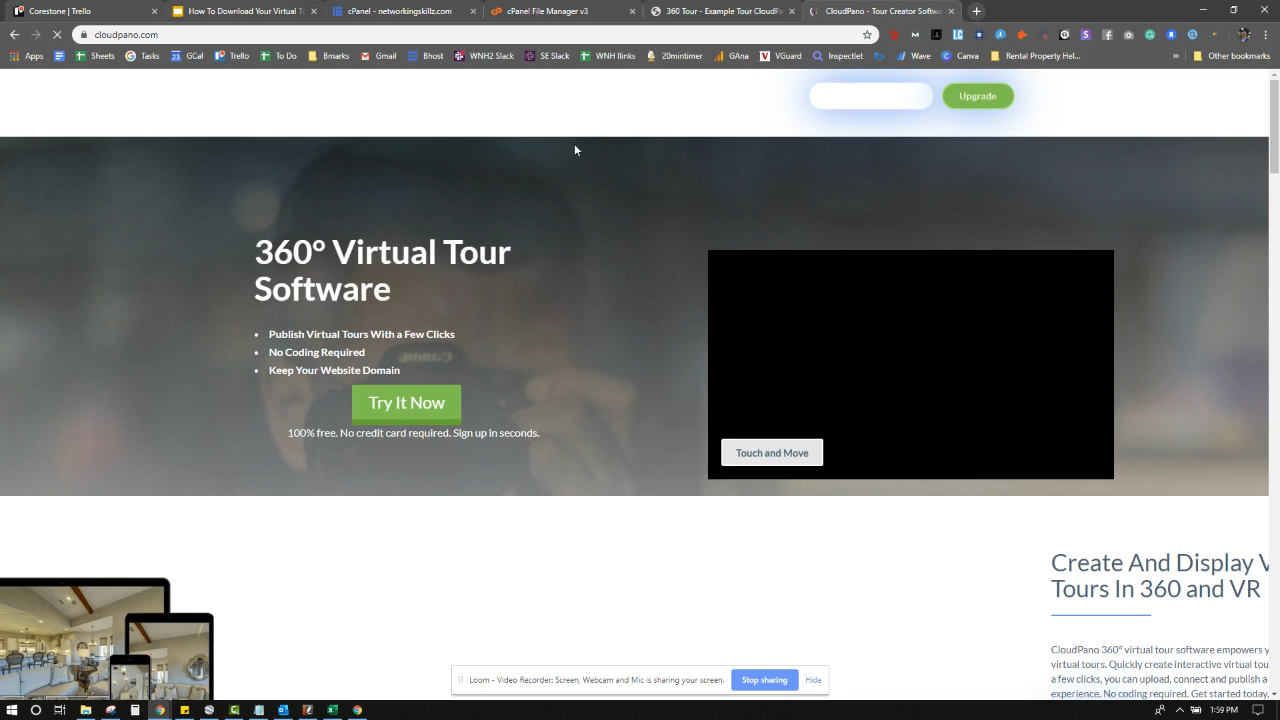 Corestone | Trello
How To Download Your Virtual T
cPanel - networkingskillz.com
cPanel File Manager v3
360 Tour - Example Tour CloudP
CloudPano - Tour Creator Softw
cloudpano.com
Apps
Sheets
Tasks
GCal
Trello
To Do
Bmarks
Gmail
Bhost
WNH2 Slack
SE Slack
WNH llinks
20mintimer
GAna
VGuard
Inspectlet
Wave
Canva
Rental Property Hel...
Other bookmarks
Upgrade
360° Virtual Tour
Software
• Publish Virtual Tours With a Few Clicks
• No Coding Required
• Keep Your Website Domain
Try It Now
100% free. No credit card required. Sign up in seconds.
Touch and Move
Canon
Create And Display V
Tours In 360 and VR
CloudPano 360° virtual tour software empowers y
virtual tours. Quickly create interactive virtual tou
a few clicks, you can upload, connect and publish a
experience. No coding required. Get started today,
Loom - Video Recorder: Screen, Webcam and Mic is sharing your screen.
Stop sharing
Hide
1:59 PM